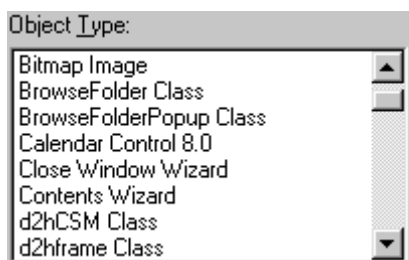 Object Type:
Bitmap Image
BrowseFolder Class
BrowseFolderPopup Class
Calendar Control 8.0
Close Window Wizard
Contents Wizard
d2hCSM Class
d2hframe Class